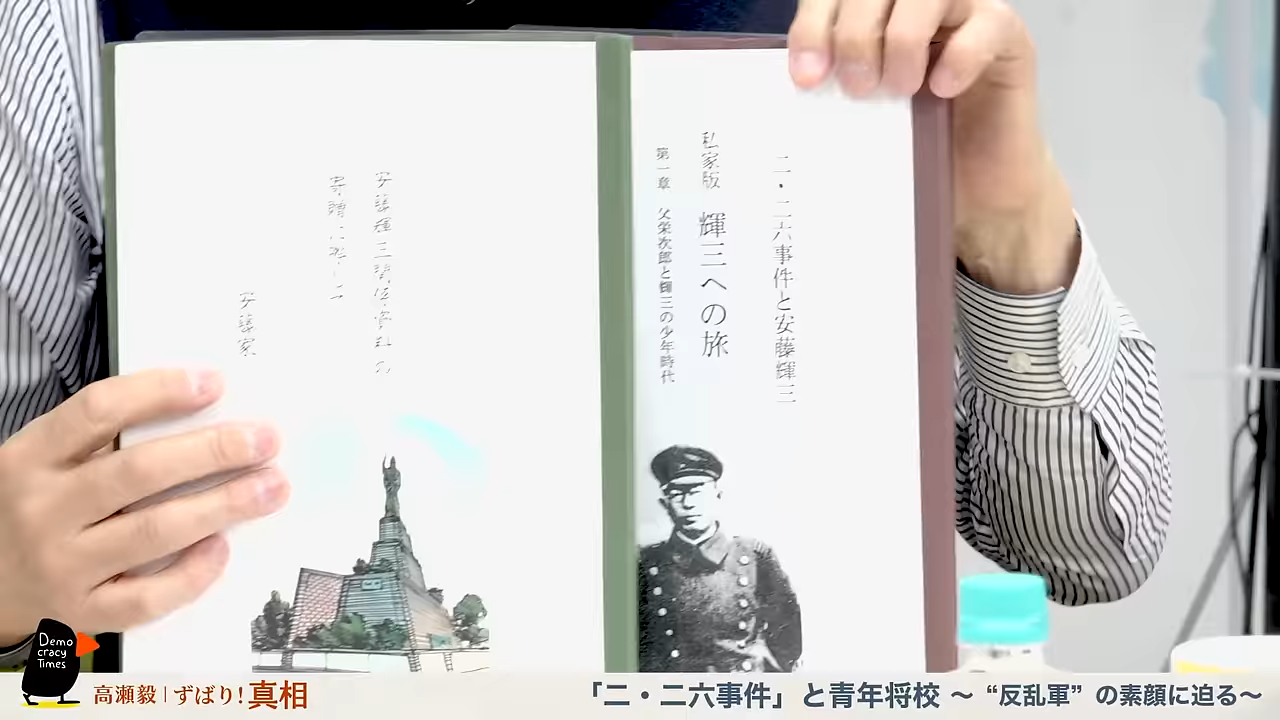 二・二六事件と安藤輝三
私家版 輝三への旅
第一章 父栄次郎と輝三の少年時代
安藤輝三
安藤家
Demo
cracy
Times
高瀬毅|ずばり!真相
「二・二六事件」と青年将校 〜 “反乱軍” の素顔に迫る〜